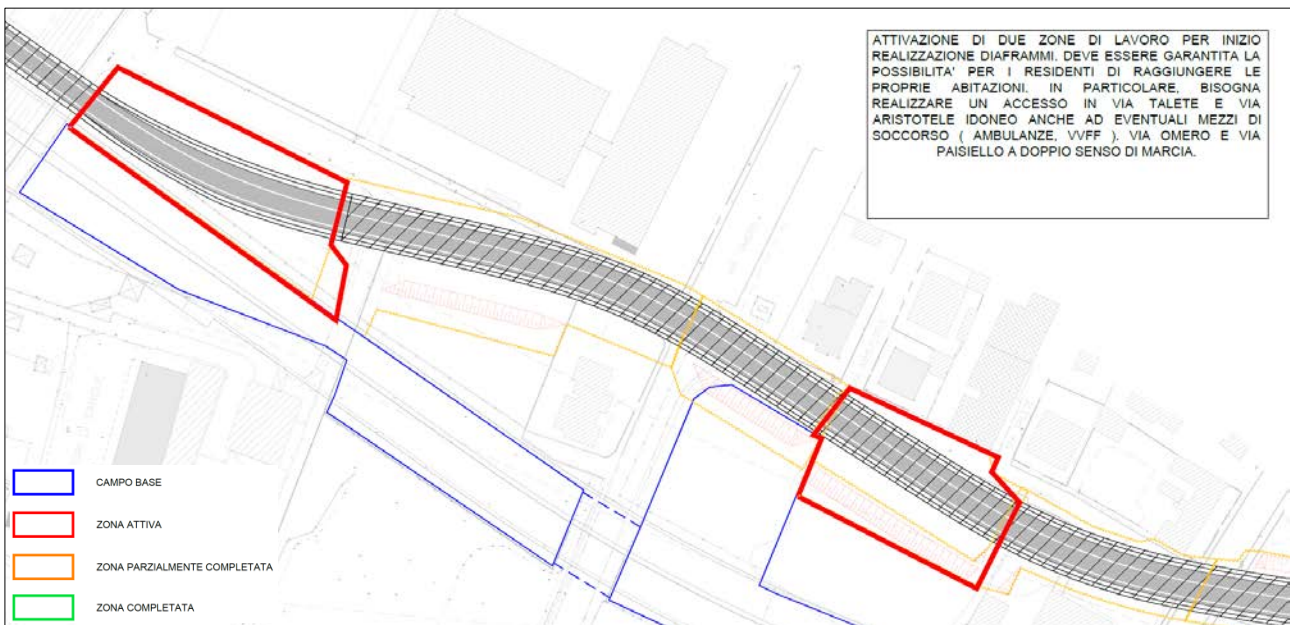 ATTIVAZIONE DI DUE ZONE DI LAVORO PER INIZIO
REALIZZAZIONE DIAFRAMMI. DEVE ESSERE GARANTITA LA
POSSIBILITA' PER I RESIDENTI DI RAGGIUNGERE LE
PROPRIE ABITAZIONI. IN PARTICOLARE, BISOGNA
REALIZZARE UN ACCESSO IN VIA TALETE E VIA
ARISTOTELE IDONEO ANCHE AD EVENTUALI MEZZI DI
SOCCORSO ( AMBULANZE, VVFF ). VIA OMERO E VIA
PAISIELLO A DOPPIO SENSO DI MARCIA.
CAMPO BASE
ZONA ATTIVA
ZONA PARZIALMENTE COMPLETATA
ZONA COMPLETATA